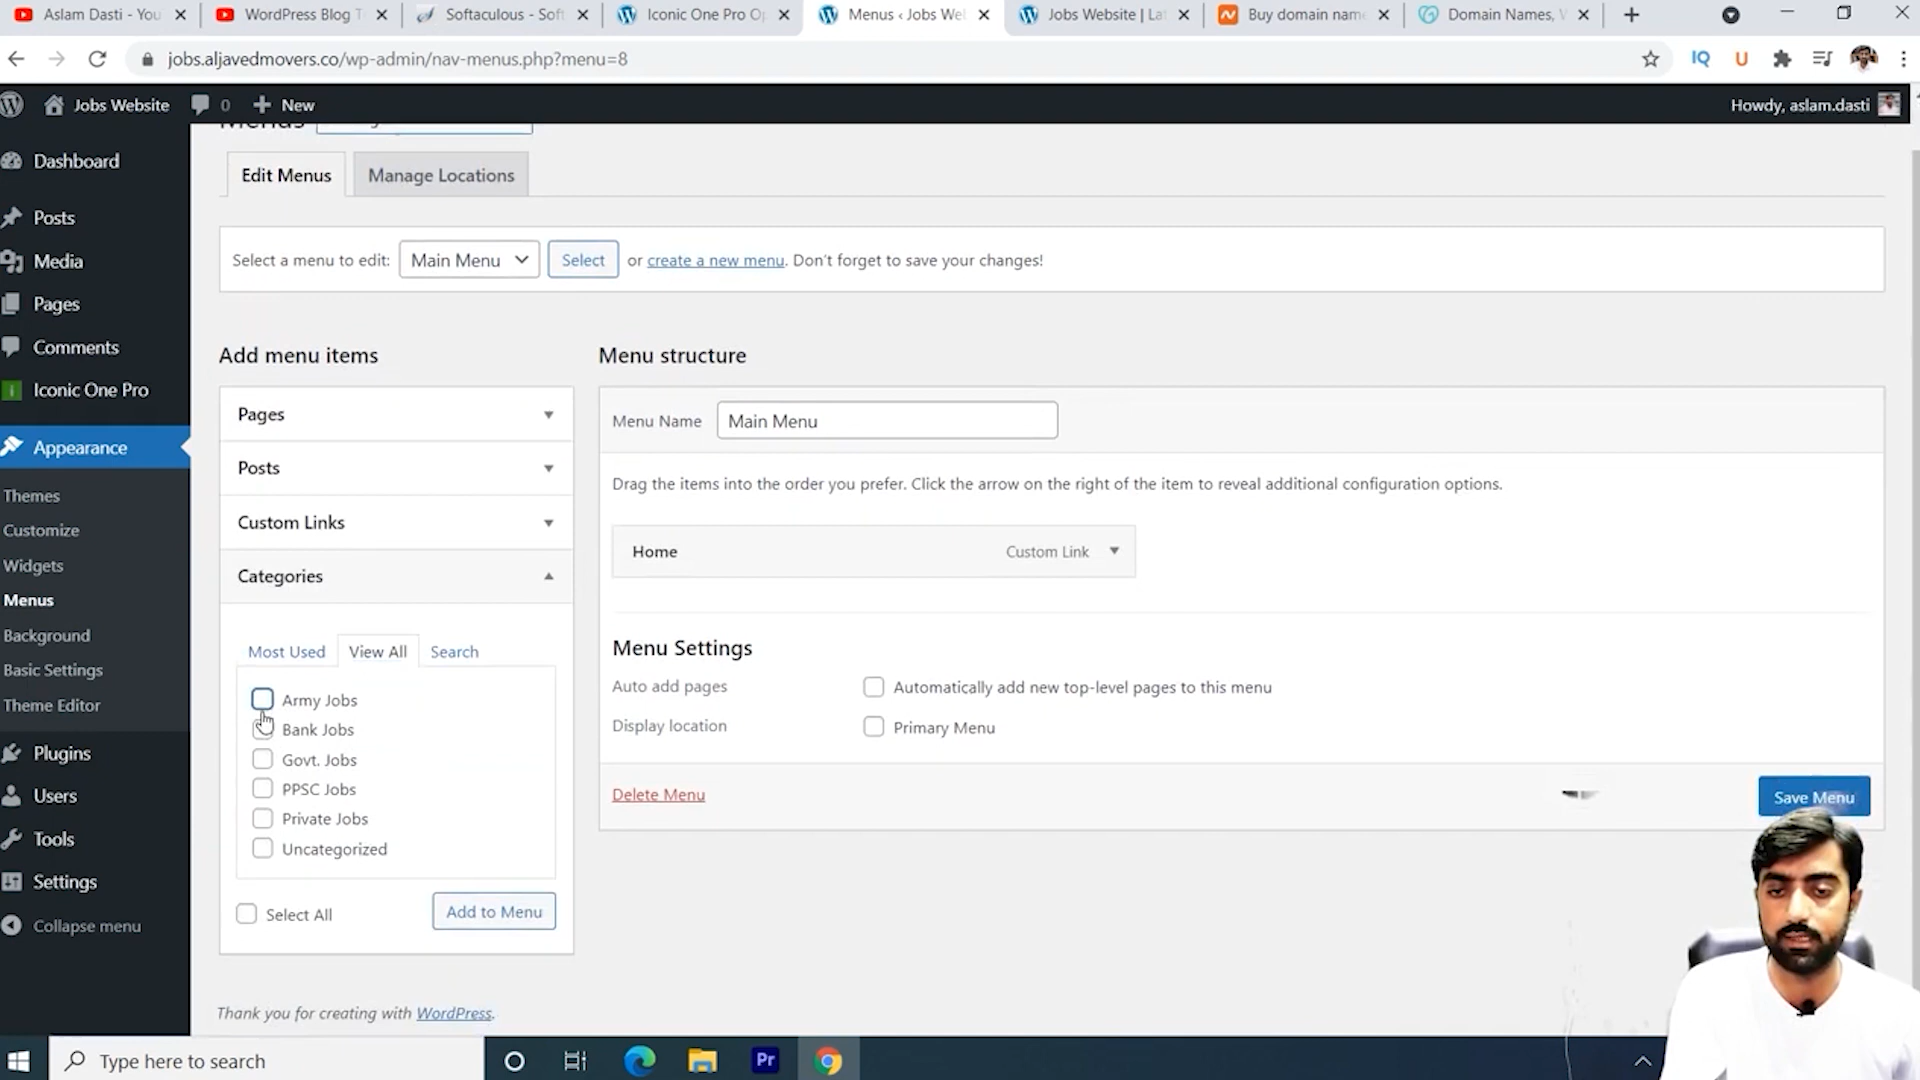 Aslam Dasti - You
WordPress Blog T
Softaculous - Sof
Iconic One Pro O
Menus ‹ Jobs Wel
Jobs Website | La
Buy domain name
Domain Names, V
jobs.aljavedmovers.co/wp-admin/nav-menus.php?menu=8
IQ
U
Jobs Website
0
New
Howdy, aslam.dasti
Menus
Dashboard
Posts
Media
Pages
Comments
Iconic One Pro
Appearance
Themes
Customize
Widgets
Menus
Background
Basic Settings
Theme Editor
Plugins
Users
Tools
Settings
Collapse menu
Edit Menus
Manage Locations
Select a menu to edit: Main Menu Select or create a new menu. Don't forget to save your changes!
Add menu items
Pages
Posts
Custom Links
Categories
Most Used
View All
Search
Army Jobs
Bank Jobs
Govt. Jobs
PPSC Jobs
Private Jobs
Uncategorized
Select All
Add to Menu
Menu structure
Menu Name Main Menu
Drag the items into the order you prefer. Click the arrow on the right of the item to reveal additional configuration options.
Home Custom Link
Menu Settings
Auto add pages Automatically add new top-level pages to this menu
Display location Primary Menu
Delete Menu
Save Menu
Thank you for creating with WordPress.
Type here to search
Pr